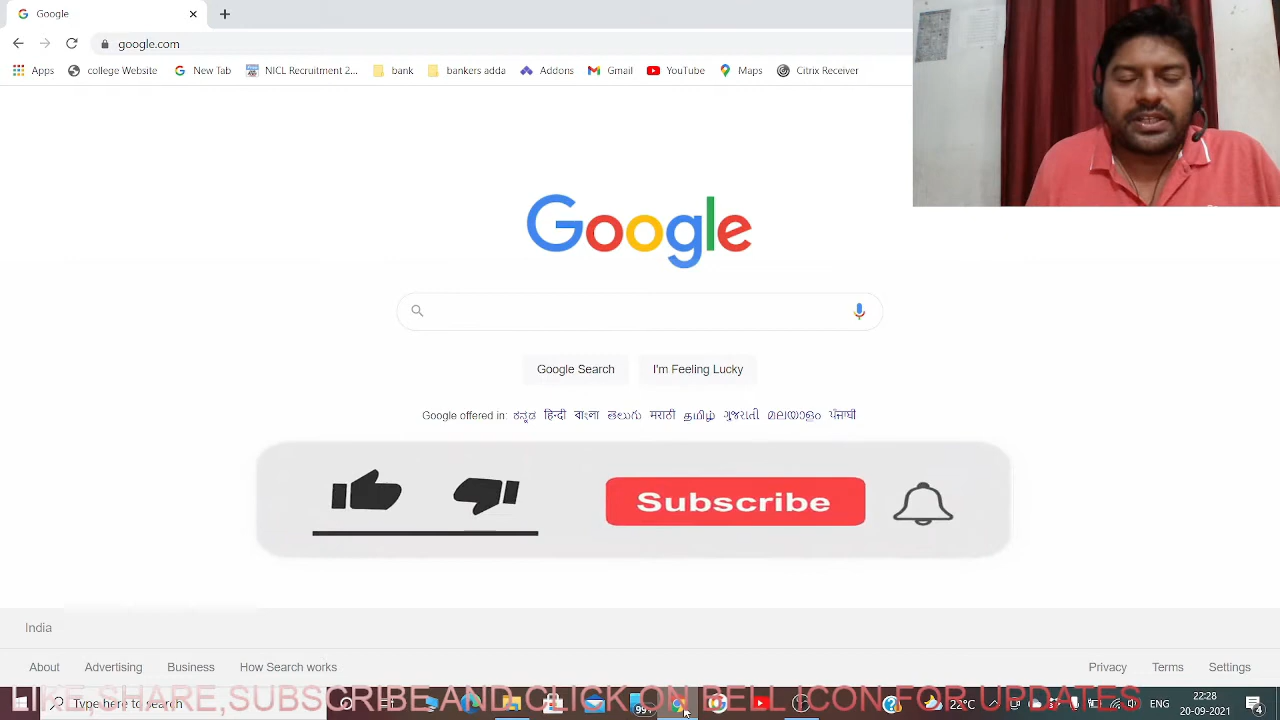 Google
google.com
Apps college Website New Tab NICL Recruitment 2... bank bankers adda Addons Gmail YouTube Maps Citrix Receiver
Google
Google Search I'm Feeling Lucky
Google offered in: ಕನ್ನಡ हिन्दी বাংলা తెలుగు मराठी தமிழ் ગુજરાતી മലയാളം ਪੰਜਾਬੀ
Subscribe
India
About Advertising Business How Search works Privacy Terms Settings
LIKE,SHARE,SUBSCRIBE AND CLICK ON BELL ICON FOR UPDATES
Type here to search 99+ 22°C ENG 22:28
20-09-2021